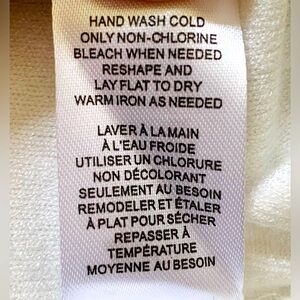 HAND WASH COLD
ONLY NON-CHLORINE
BLEACH WHEN NEEDED
RESHAPE AND
LAY FLAT TO DRY
WARM IRON AS NEEDED
LAVER À LA MAIN
À L'EAU FROIDE
UTILISER UN CHLORURE
NON DÉCOLORANT
SEULEMENT AU BESOIN
REMODELER ET ÉTALER
À PLAT POUR SÉCHER
REPASSER À
TEMPÉRATURE
MOYENNE AU BESOIN